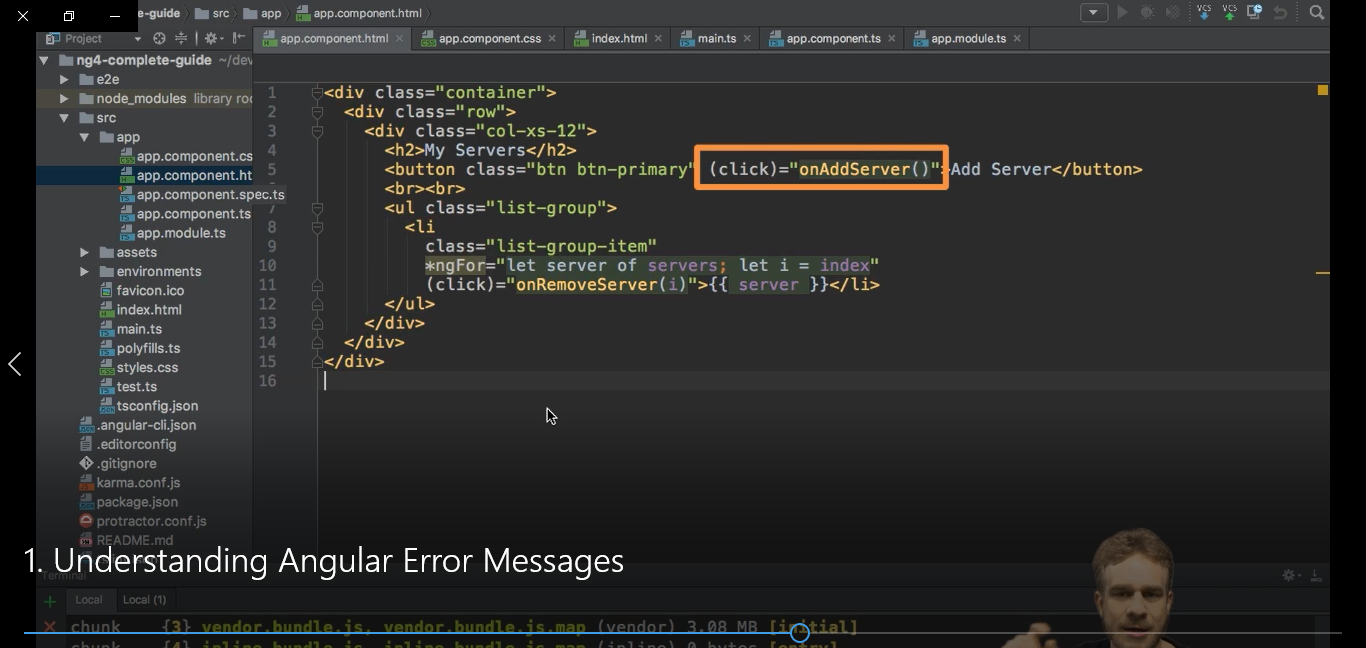 e-guide src app app.component.html
Project
app.component.html app.component.css index.html main.ts app.component.ts app.module.ts
VCS VCS
ng4-complete-guide ~/dev
e2e
node_modules library roo
src
app
app.component.cs
app.component.ht
app.component.spec.ts
app.component.ts
app.module.ts
assets
environments
favicon.ico
index.html
main.ts
polyfills.ts
styles.css
test.ts
tsconfig.json
.angular-cli.json
.editorconfig
.gitignore
karma.conf.js
package.json
protractor.conf.js
README.md
1 <div class="container">
2 <div class="row">
3 <div class="col-xs-12">
4 <h2>My Servers</h2>
5 <button class="btn btn-primary" (click)="onAddServer()">Add Server</button>
<br><br>
7 <ul class="list-group">
8 <li
9 class="list-group-item"
10 *ngFor="let server of servers; let i = index"
11 (click)="onRemoveServer(i)">{{ server }}</li>
12 </ul>
13 </div>
14 </div>
15 </div>
16
1. Understanding Angular Error Messages
Terminal
Local Local (1)
chunk {3} vendor.bundle.js, vendor.bundle.js.map (vendor) 3.08 MB [initial]
chunk {4} inline.bundle.js, inline.bundle.js.map (inline) 0 bytes [entry]